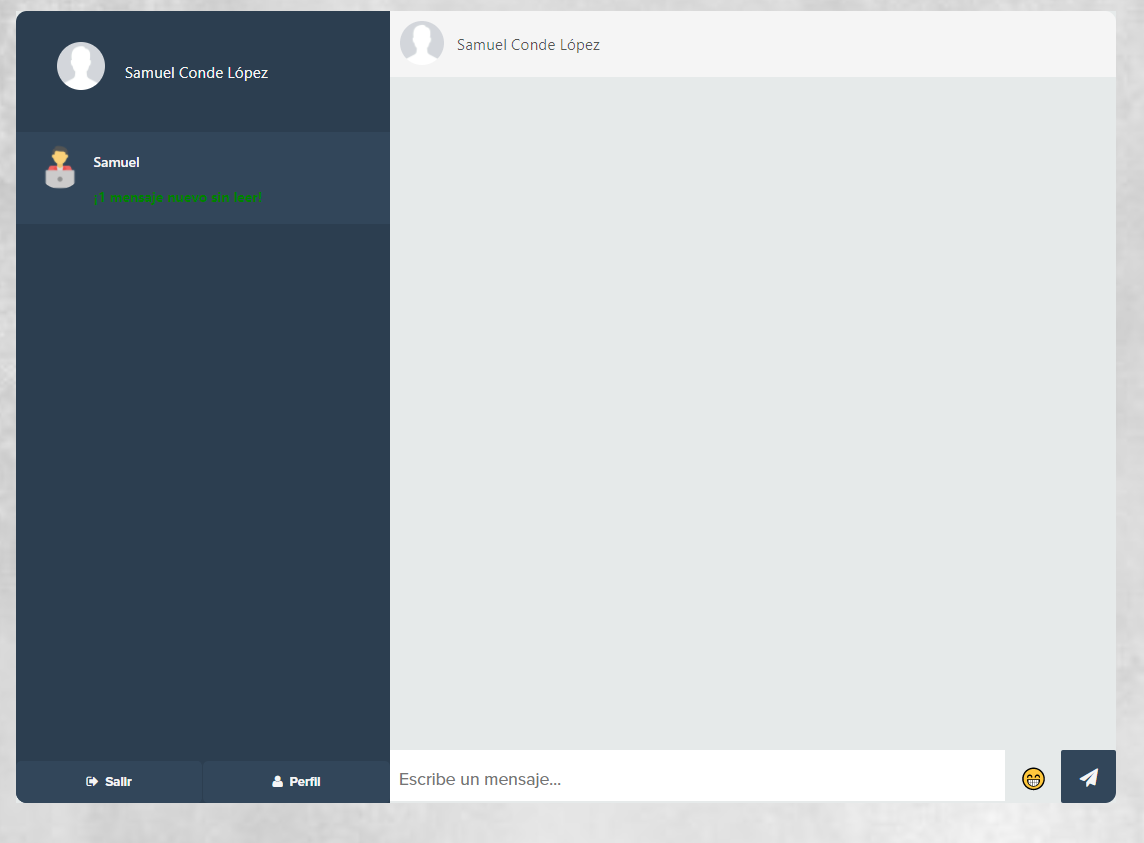 Samuel Conde López
Samuel
¡1 mensaje nuevo sin leer!
Salir
Perfil
Samuel Conde López
Escribe un mensaje...